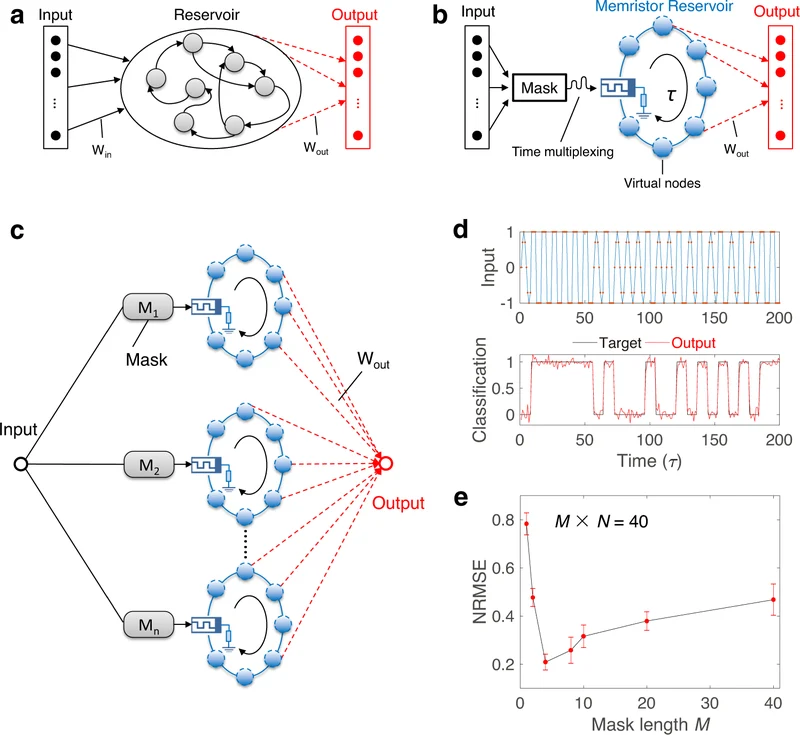 a
Input
Reservoir
Output
...
...
W_in
W_out
b
Input
Memristor Reservoir
Output
Mask
τ
...
...
Time multiplexing
W_out
Virtual nodes
c
M_1
Mask
W_out
Input
M_2
Output
M_n
d
Input
1
0
-1
0 50 100 150 200
Target Output
Classification
1
0.5
0
0 50 100 150 200
Time (τ)
e
M × N = 40
NRMSE
0.8
0.6
0.4
0.2
0 10 20 30 40
Mask length M